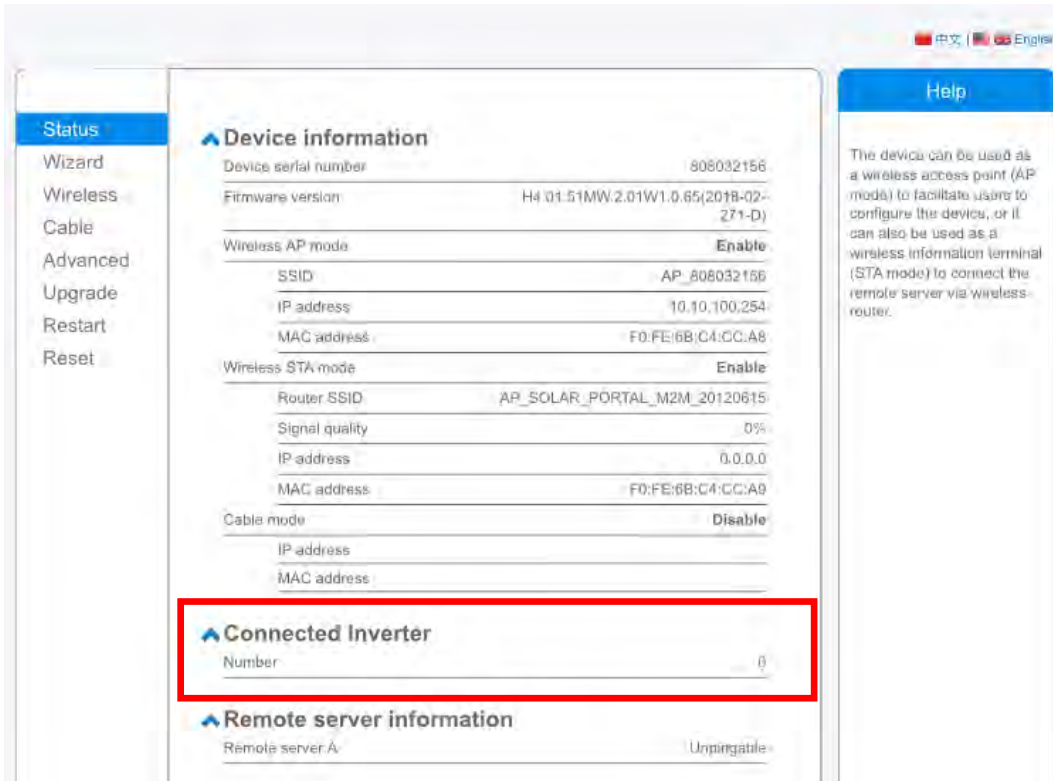 中文 | English
Help
Status
Wizard
Wireless
Cable
Advanced
Upgrade
Restart
Reset
Device information
Device serial number 808032156
Firmware version H4.01.51MW.2.01W1.0.65(2018-02-
271-D)
Wireless AP mode Enable
SSID AP_808032156
IP address 10.10.100.254
MAC address F0:FE:6B:C4:CC:A8
Wireless STA mode Enable
Router SSID AP_SOLAR_PORTAL_M2M_20120615
Signal quality 0%
IP address 0.0.0.0
MAC address F0:FE:6B:C4:CC:A9
Cable mode Disable
IP address
MAC address
Connected Inverter
Number 0
Remote server information
Remote server A Unpingable
The device can be used as
a wireless access point (AP
mode) to facilitate users to
configure the device, or it
can also be used as a
wireless information terminal
(STA mode) to connect the
remote server via wireless
router.